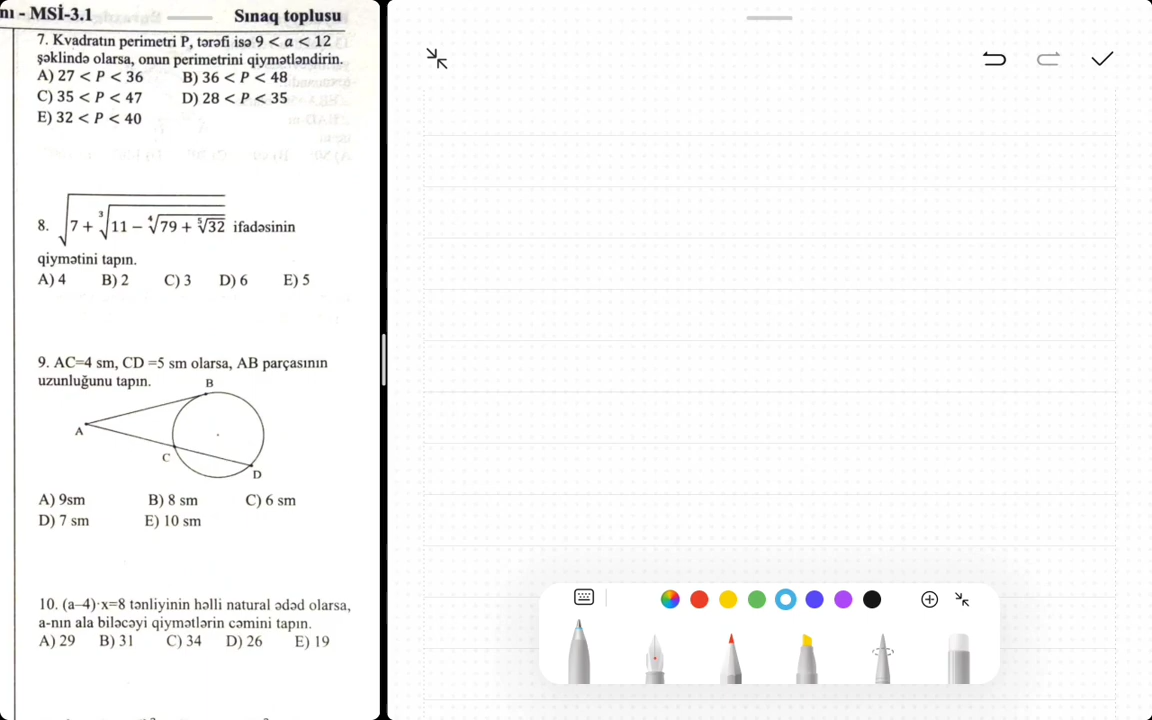 nı - MSİ-3.1 Sınaq toplusu
7. Kvadratın perimetri P, tərəfi isə 9 < a < 12
şəklində olarsa, onun perimetrini qiymətləndirin.
A) 27 < P < 36 B) 36 < P < 48
C) 35 < P < 47 D) 28 < P < 35
E) 32 < P < 40
8. √(7 + ³√(11 − ⁴√(79 + ⁵√32))) ifadəsinin
qiymətini tapın.
A) 4 B) 2 C) 3 D) 6 E) 5
9. AC=4 sm, CD =5 sm olarsa, AB parçasının
uzunluğunu tapın.
B
A
C
D
A) 9sm B) 8 sm C) 6 sm
D) 7 sm E) 10 sm
10. (a–4)·x=8 tənliyinin həlli natural ədəd olarsa,
a-nın ala biləcəyi qiymətlərin cəmini tapın.
A) 29 B) 31 C) 34 D) 26 E) 19